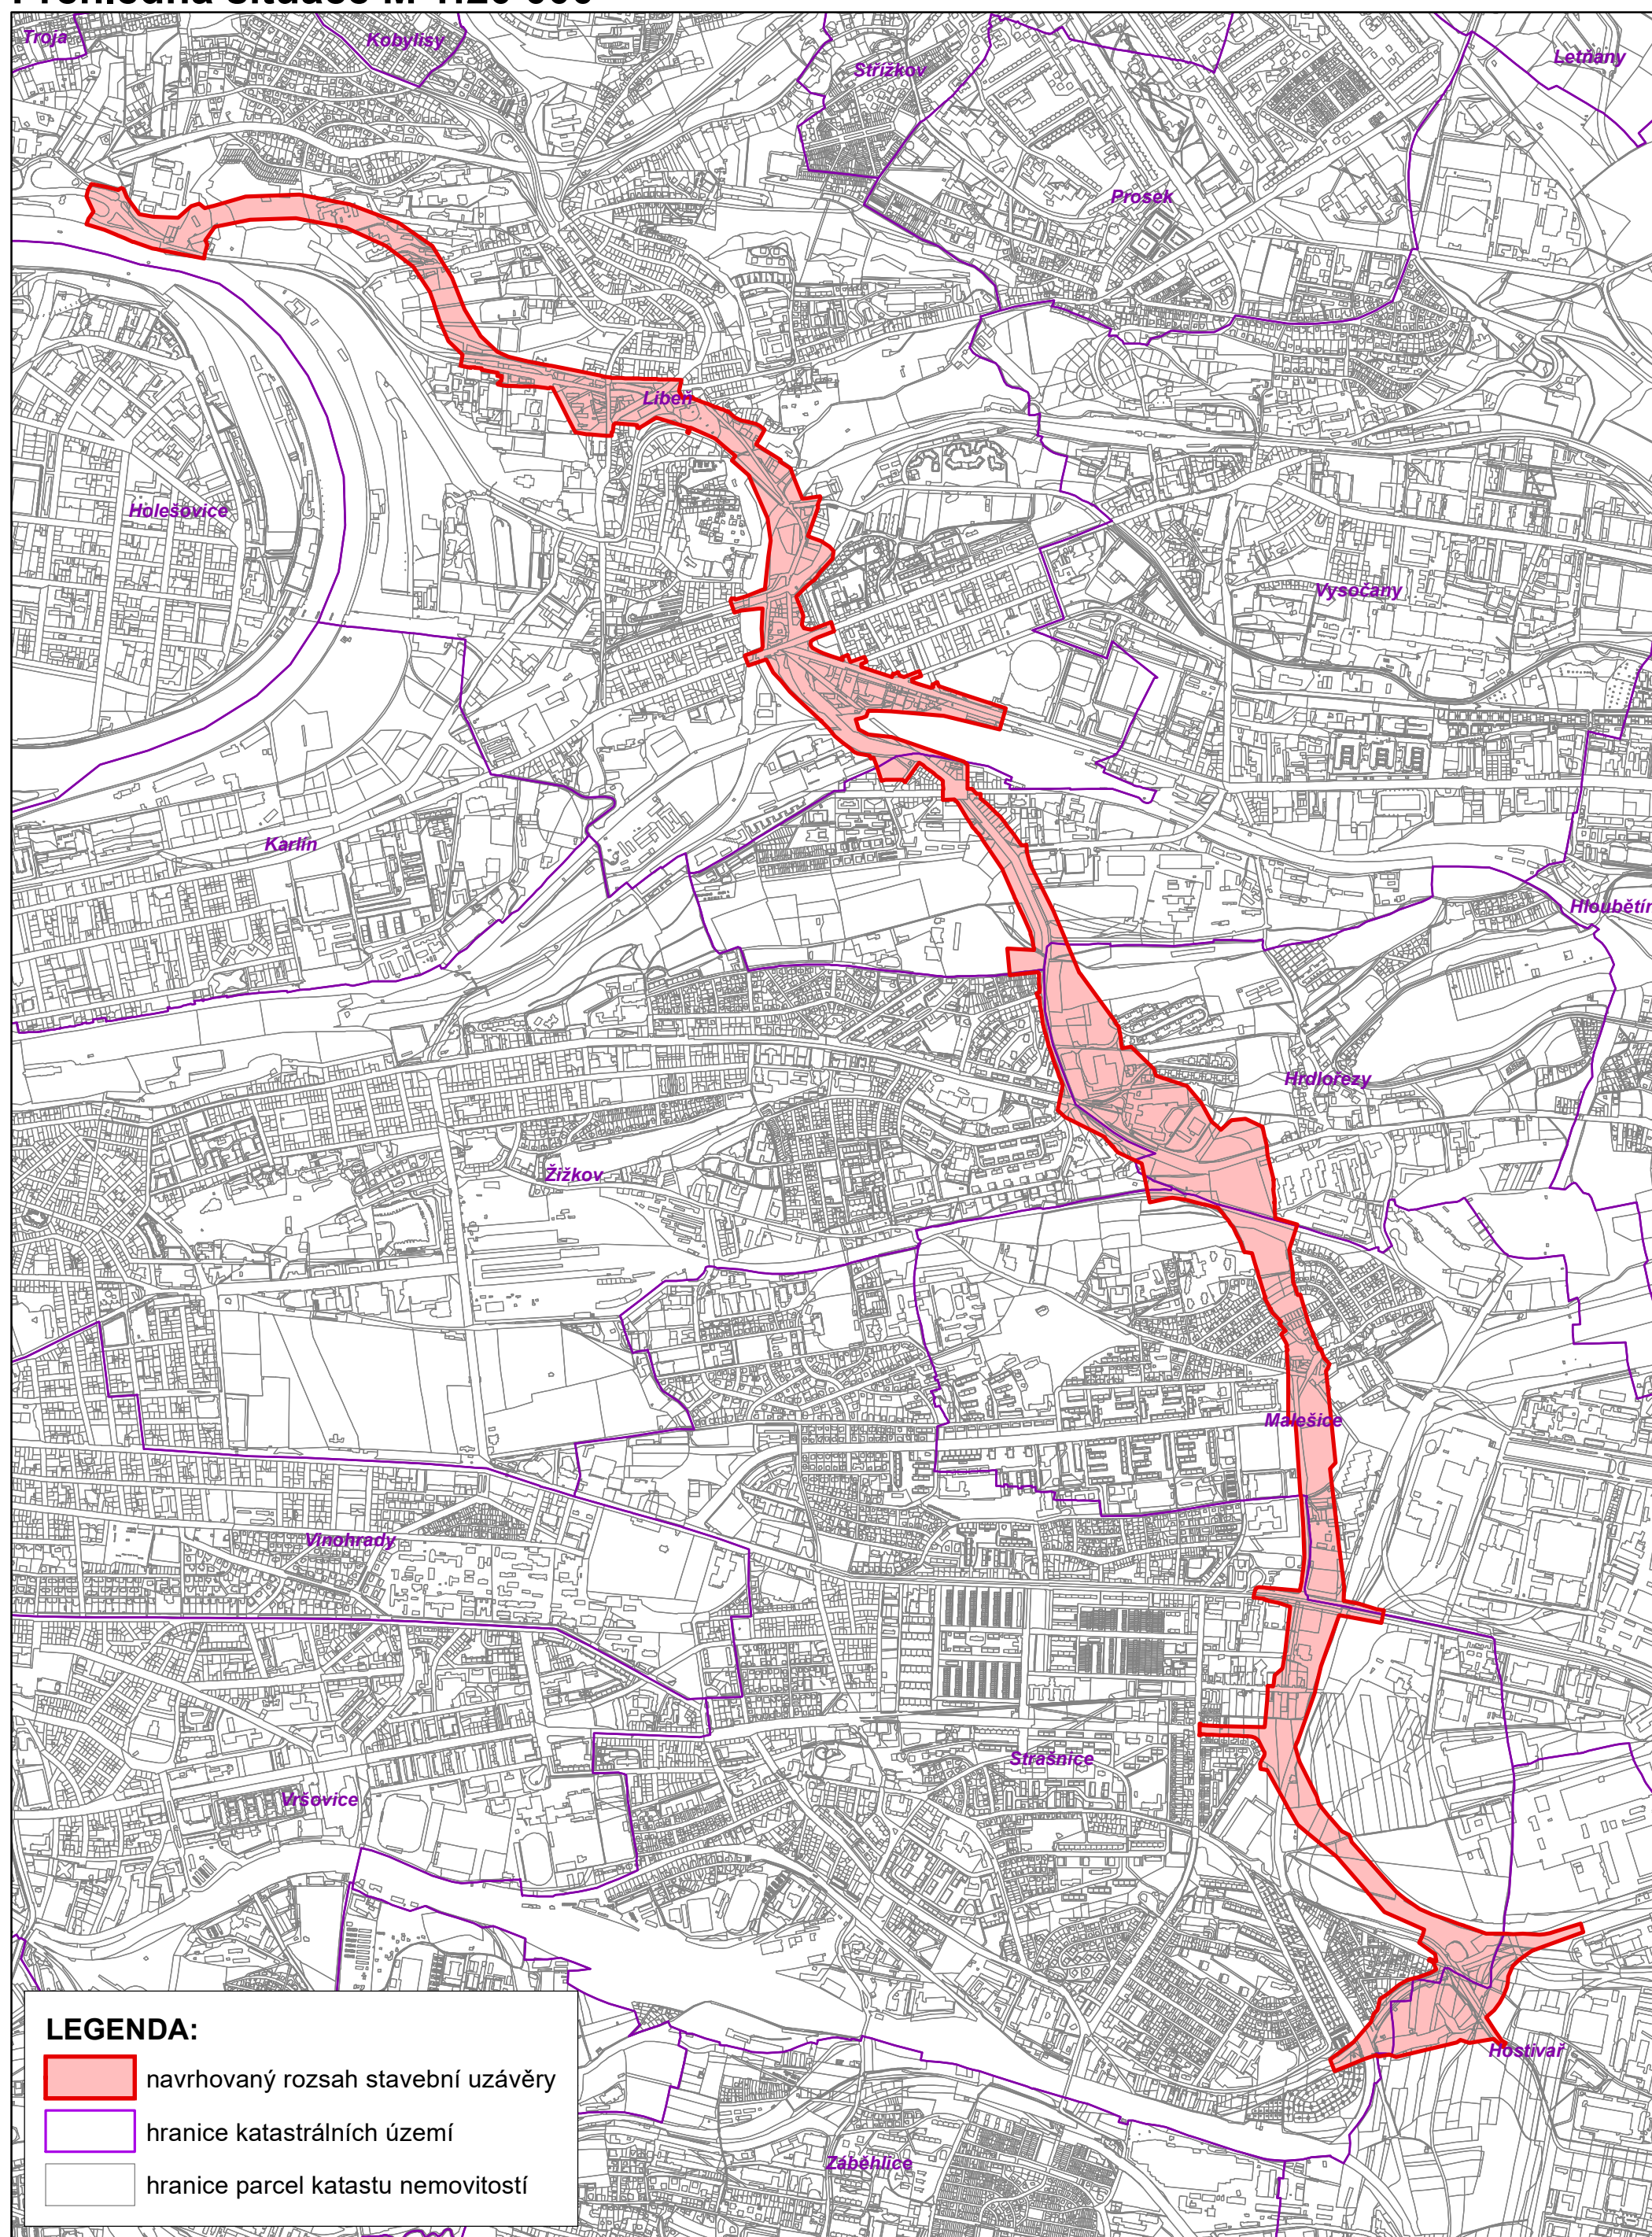 Troja
Kobylisy
Střížkov
Letňany
Prosek
Libeň
Holešovice
Vysočany
Karlín
Hloubětín
Hrdlořezy
Žižkov
Malešice
Vinohrady
Strašnice
Vršovice
Hostivař
Záběhlice
LEGENDA:
navrhovaný rozsah stavební uzávěry
hranice katastrálních území
hranice parcel katastu nemovitostí